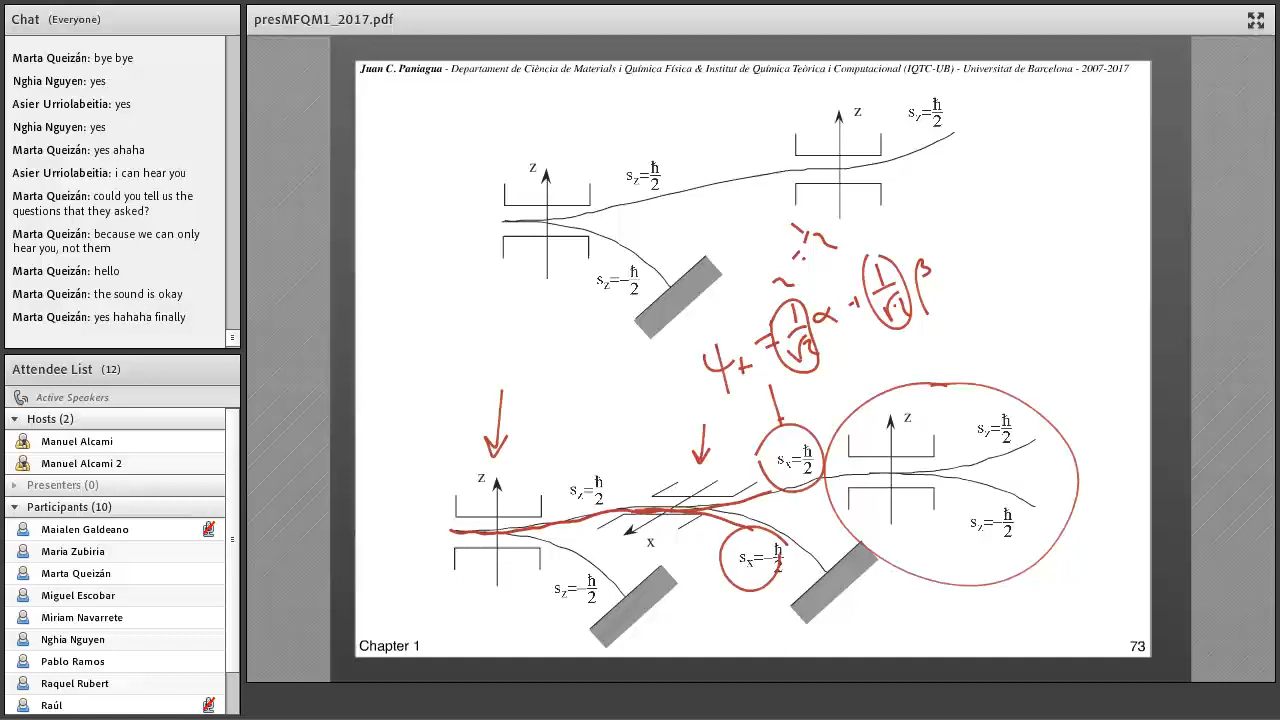 Chat (Everyone)
Marta Queizán: bye bye
Nghia Nguyen: yes
Asier Urriolabeitia: yes
Nghia Nguyen: yes
Marta Queizán: yes ahaha
Asier Urriolabeitia: i can hear you
Marta Queizán: could you tell us the
questions that they asked?
Marta Queizán: because we can only
hear you, not them
Marta Queizán: hello
Marta Queizán: the sound is okay
Marta Queizán: yes hahaha finally
Attendee List (12)
Active Speakers
Hosts (2)
Manuel Alcami
Manuel Alcami 2
Presenters (0)
Participants (10)
Maialen Galdeano
Maria Zubiria
Marta Queizán
Miguel Escobar
Miriam Navarrete
Nghia Nguyen
Pablo Ramos
Raquel Rubert
Raúl
presMFQM1_2017.pdf
Juan C. Paniagua - Departament de Ciència de Materials i Química Física & Institut de Química Teòrica i Computacional (IQTC-UB) - Universitat de Barcelona - 2007-2017
z
s_z=ħ/2
z
s_z=ħ/2
s_z=-ħ/2
ψ+ = 1/√2 α + 1/√2 β
z
s_z=ħ/2
s_z=-ħ/2
x
s_x=ħ/2
s_x=-ħ/2
z
s_z=ħ/2
s_z=-ħ/2
Chapter 1
73